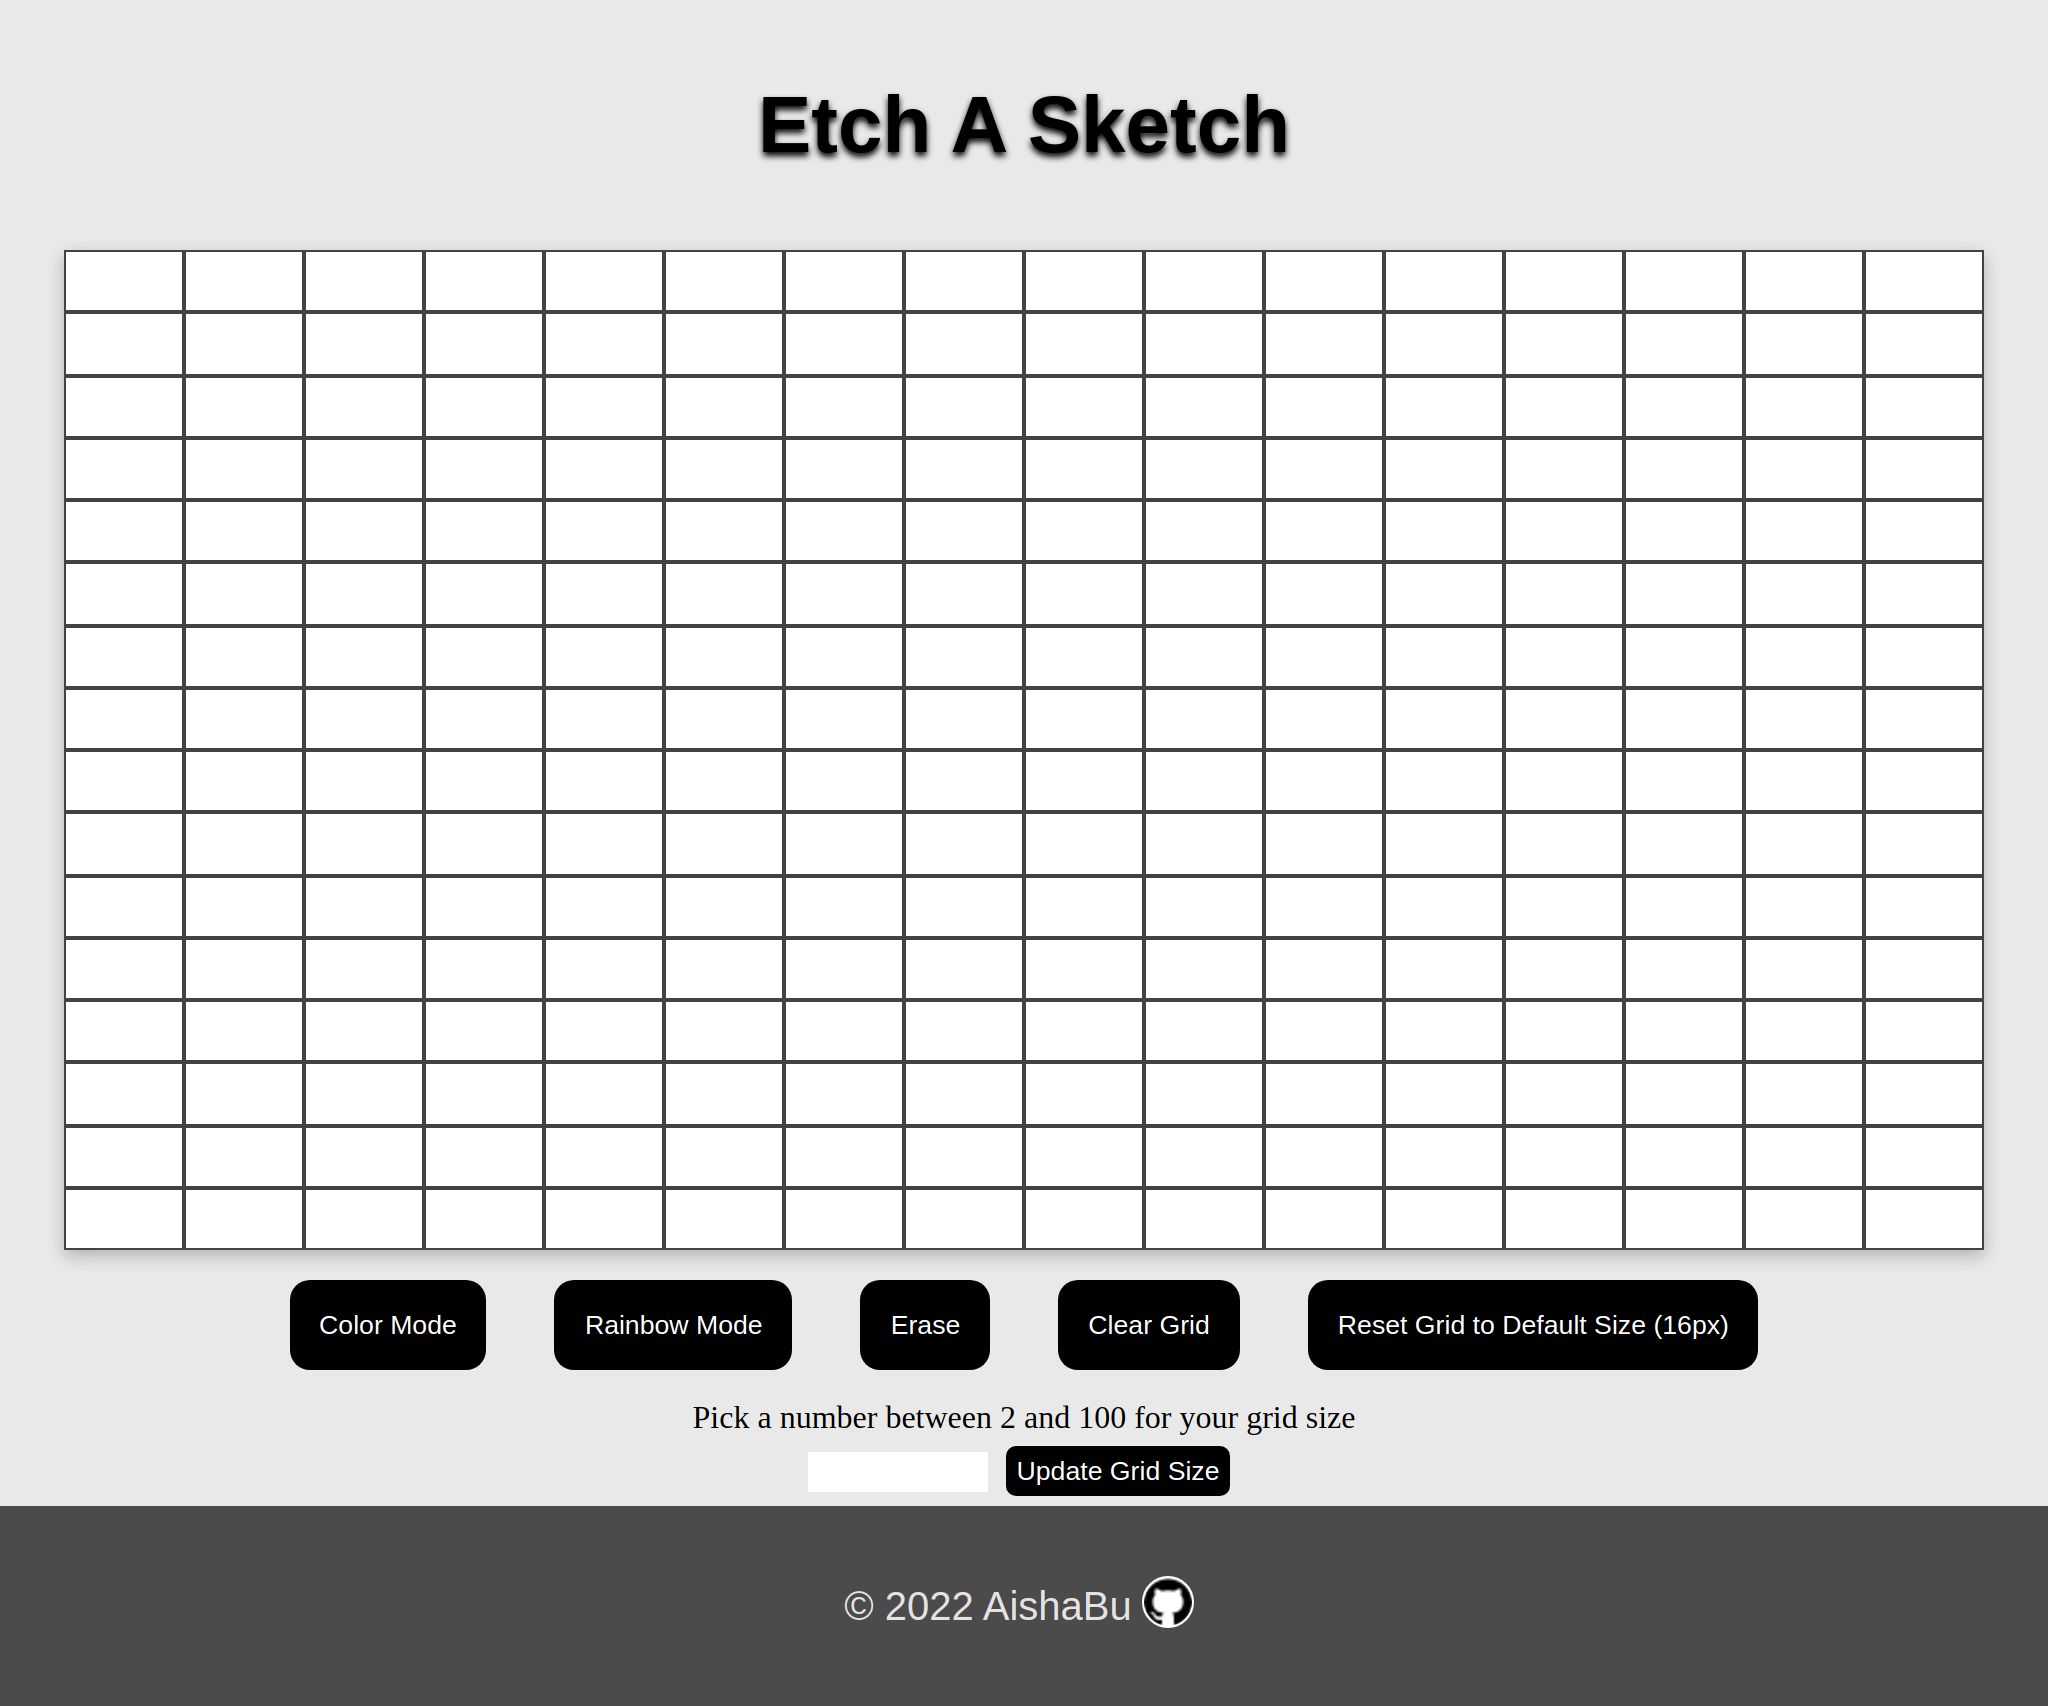 Etch A Sketch
Color Mode
Rainbow Mode
Erase
Clear Grid
Reset Grid to Default Size (16px)
Pick a number between 2 and 100 for your grid size
Update Grid Size
© 2022 AishaBu